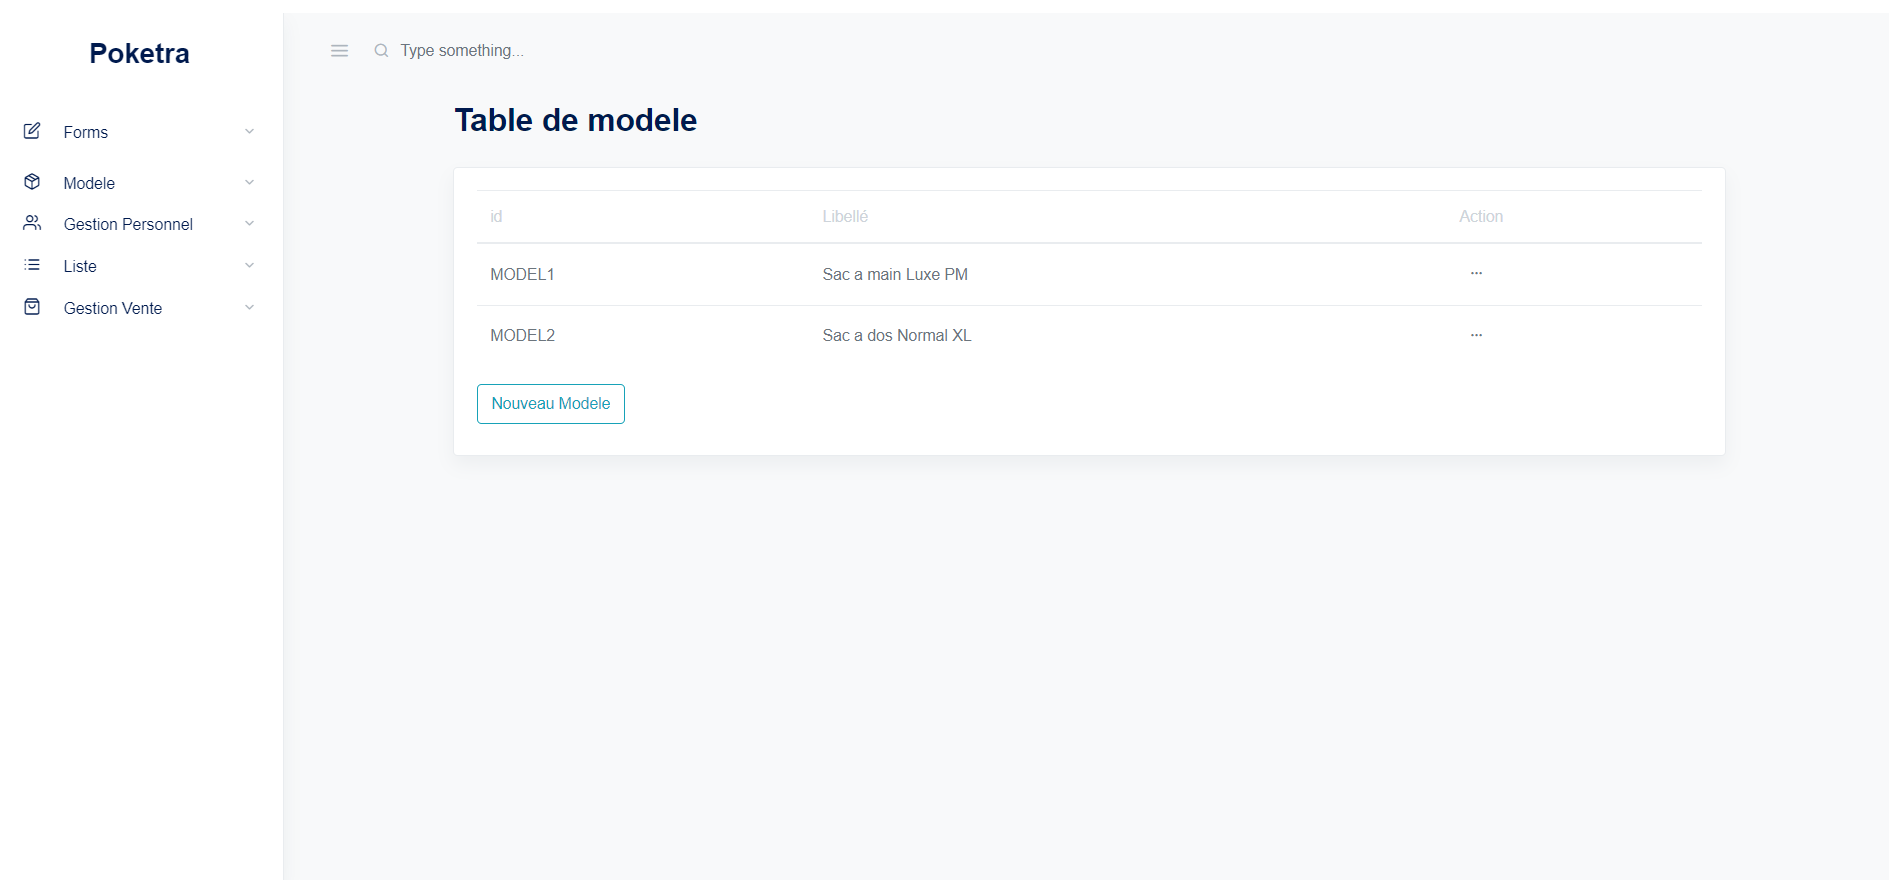 Poketra
Forms
Modele
Gestion Personnel
Liste
Gestion Vente
Type something...
Table de modele
id Libellé Action
MODEL1 Sac a main Luxe PM ...
MODEL2 Sac a dos Normal XL ...
Nouveau Modele